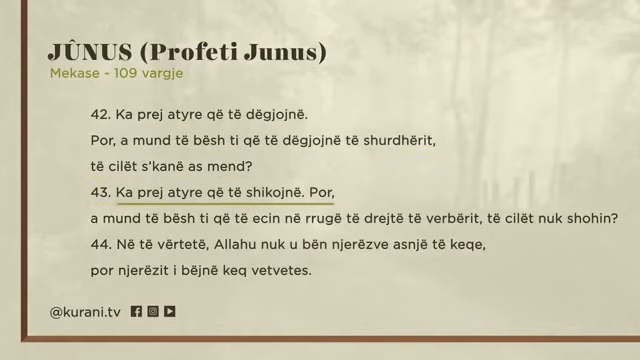 JÛNUS (Profeti Junus)
Mekase - 109 vargje
42. Ka prej atyre që të dëgjojnë.
Por, a mund të bësh ti që të dëgjojnë të shurdhërit,
të cilët s'kanë as mend?
43. Ka prej atyre që të shikojnë. Por,
a mund të bësh ti që të ecin në rrugë të drejtë të verbërit, të cilët nuk shohin?
44. Në të vërtetë, Allahu nuk u bën njerëzve asnjë të keqe,
por njerëzit i bëjnë keq vetvetes.
@kurani.tv